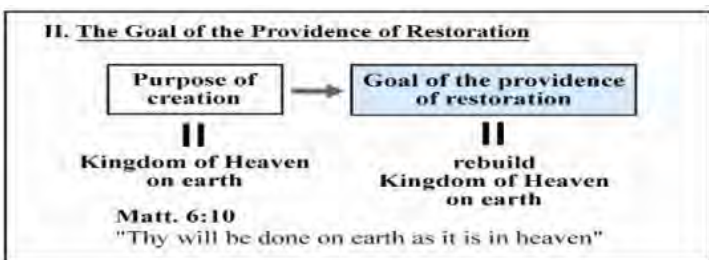 II. The Goal of the Providence of Restoration
Purpose of
creation
Goal of the providence
of restoration
Kingdom of Heaven
on earth
rebuild
Kingdom of Heaven
on earth
Matt. 6:10
"Thy will be done on earth as it is in heaven"